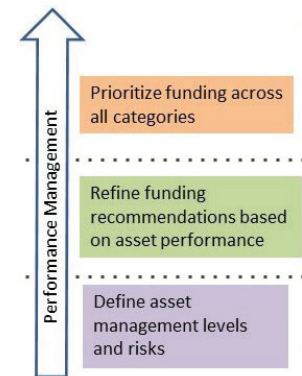 Performance Management
Prioritize funding across
all categories
Refine funding
recommendations based
on asset performance
Define asset
management levels
and risks